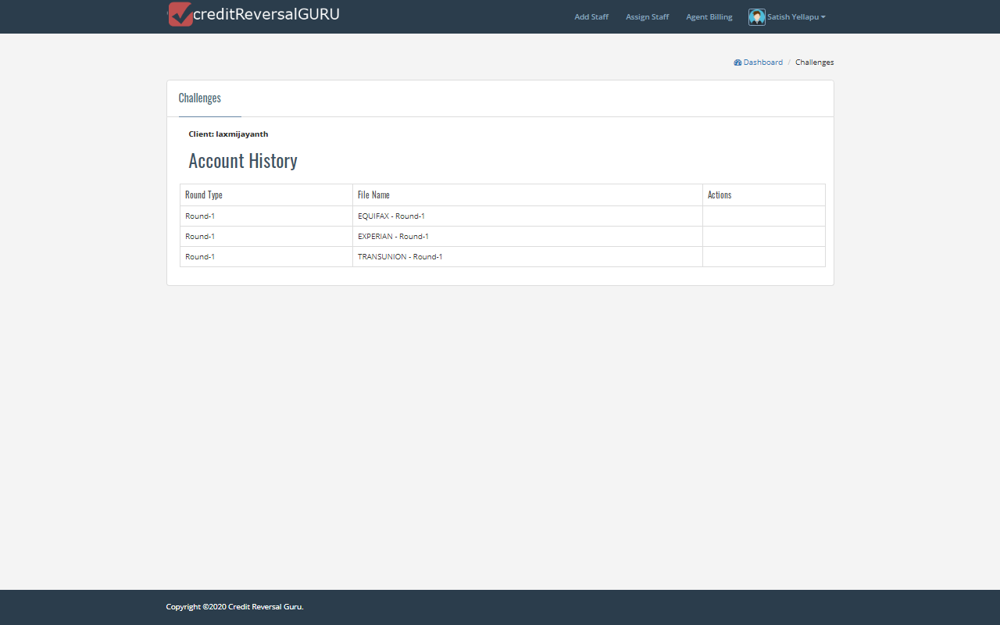 creditReversalGURU
Add Staff Assign Staff Agent Billing Satish Yellapu
Dashboard / Challenges
Challenges
Client: laxmijayanth
Account History
Round Type File Name Actions
Round-1 EQUIFAX - Round-1
Round-1 EXPERIAN - Round-1
Round-1 TRANSUNION - Round-1
Copyright ©2020 Credit Reversal Guru.